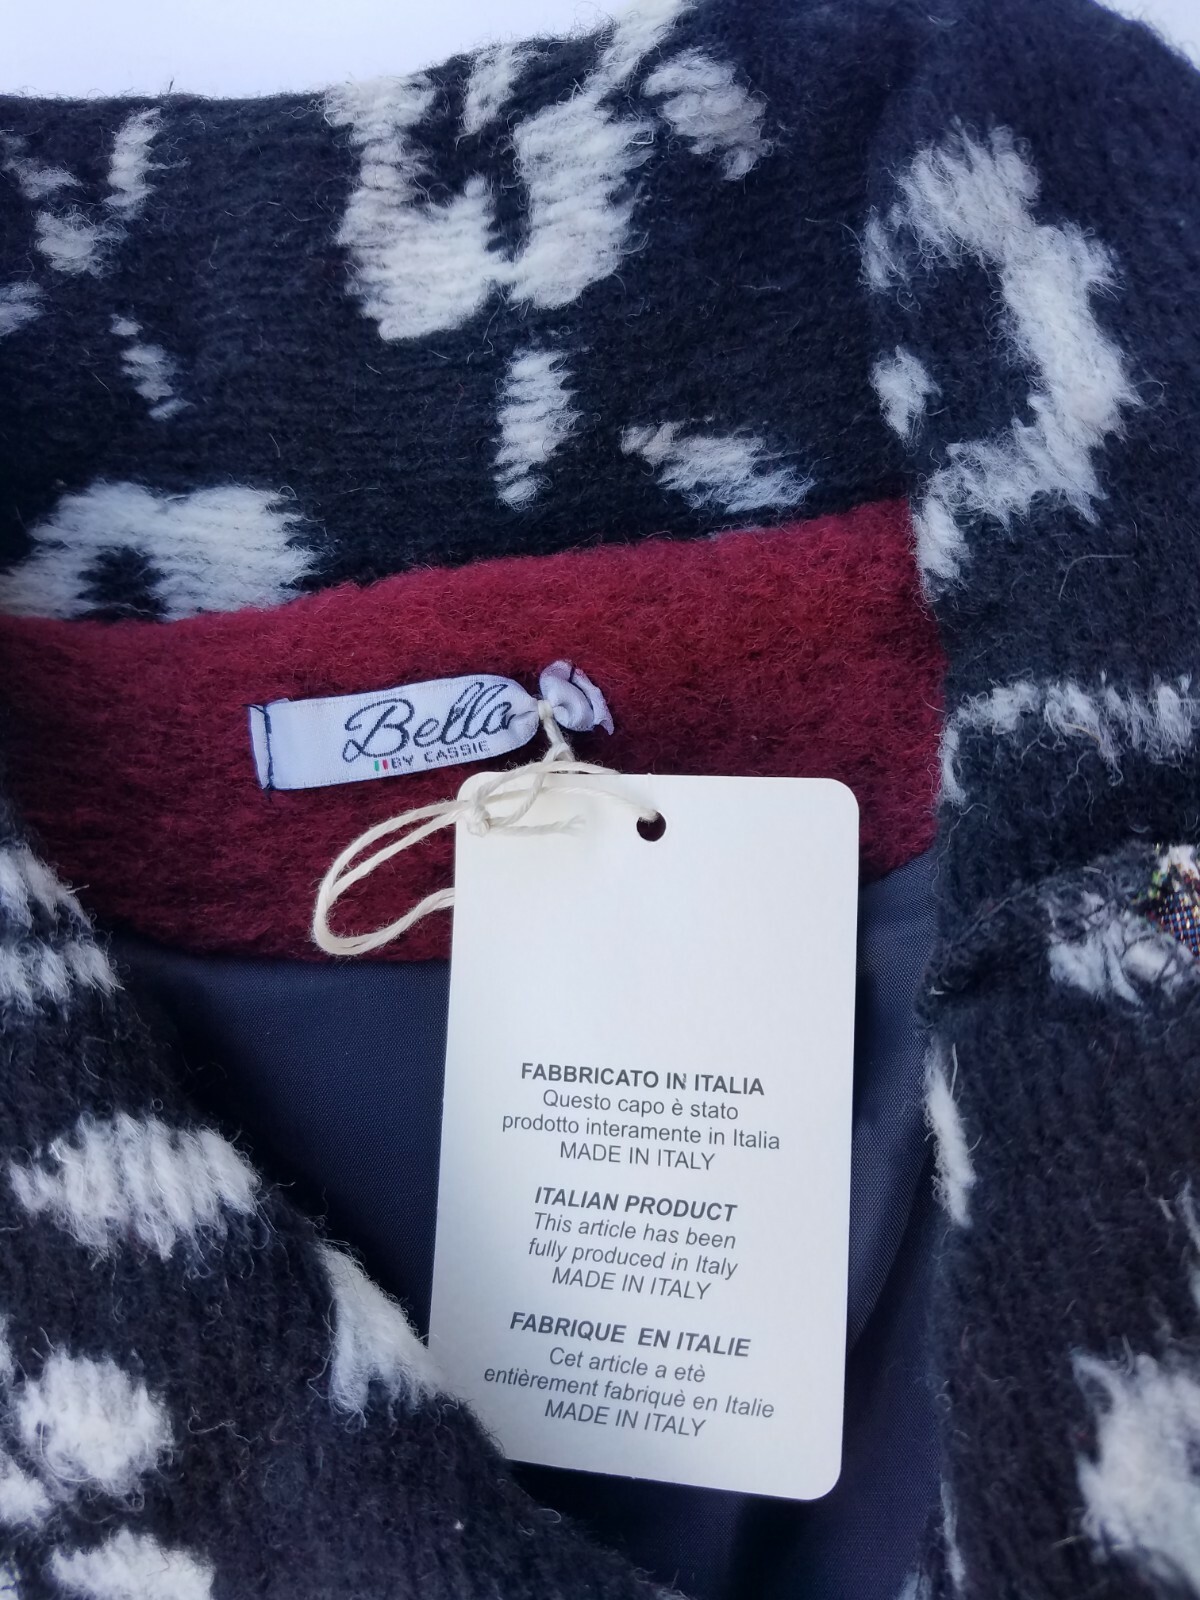 Bella
BY CASSIE
FABBRICATO IN ITALIA
Questo capo è stato
prodotto interamente in Italia
MADE IN ITALY
ITALIAN PRODUCT
This article has been
fully produced in Italy
MADE IN ITALY
FABRIQUE EN ITALIE
Cet article a etè
entièrement fabriquè en Italie
MADE IN ITALY